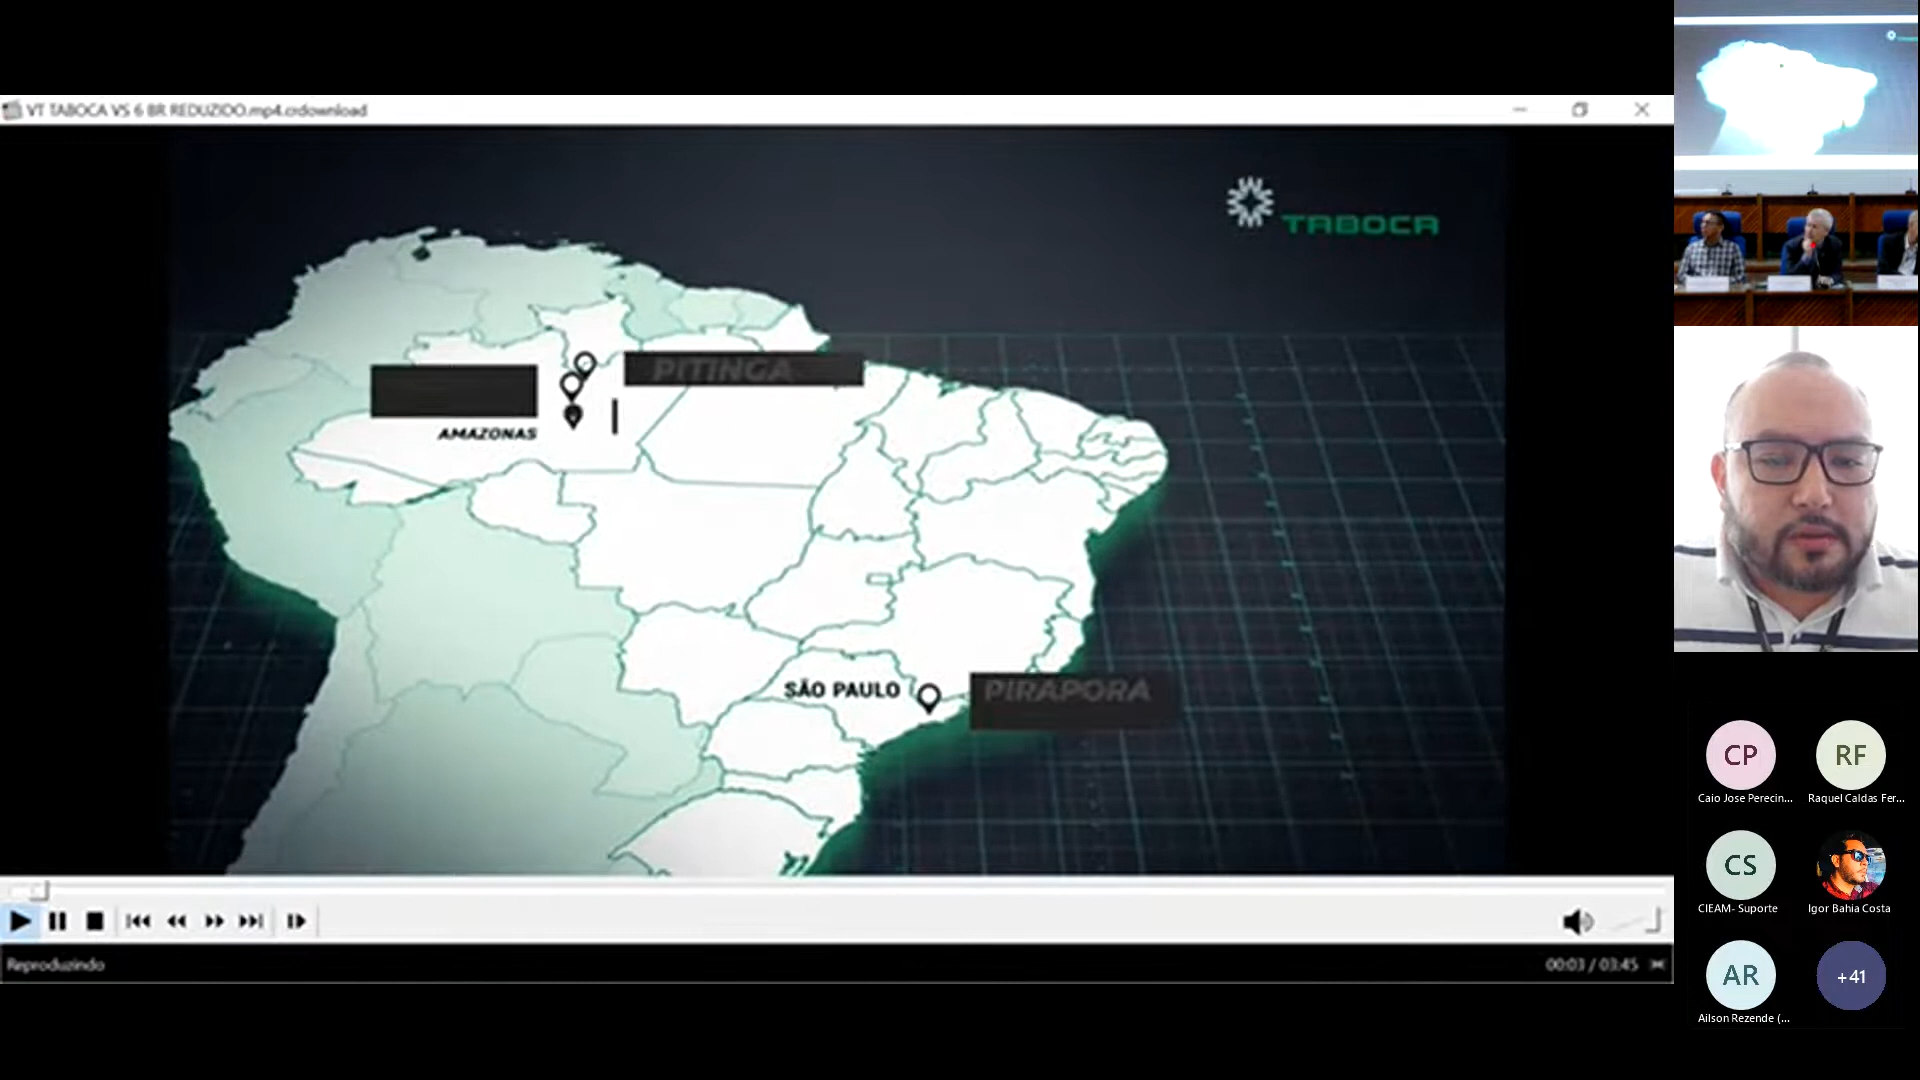 VT TABOCA VS 6 BR REDUZIDO.mp4.crdownload
TABOCA
PITINGA
AMAZONAS
SÃO PAULO
PIRAPORA
Reproduzindo
00:03 / 03:45
CP
Caio Jose Perecin...
RF
Raquel Caldas Fer...
CS
CIEAM- Suporte
Igor Bahia Costa
AR
Ailson Rezende (...
+41